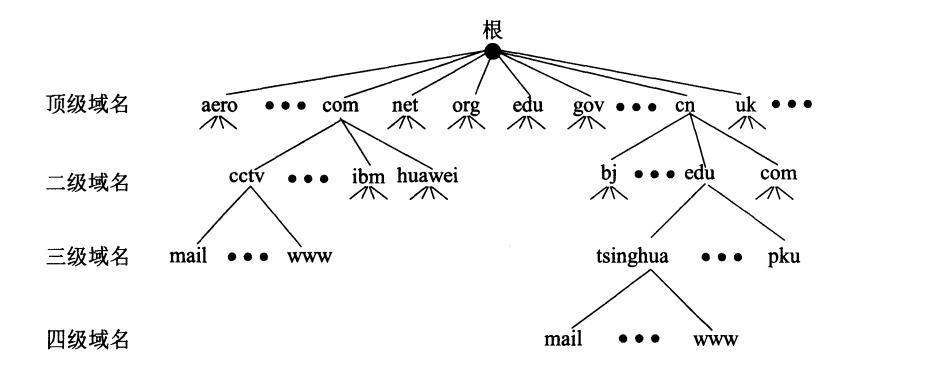 根
顶级域名 aero ●●● com net org edu gov ●●● cn uk ●●●
二级域名 cctv ●●● ibm huawei bj ●●● edu com
三级域名 mail ●●● www tsinghua ●●● pku
四级域名 mail ●●● www